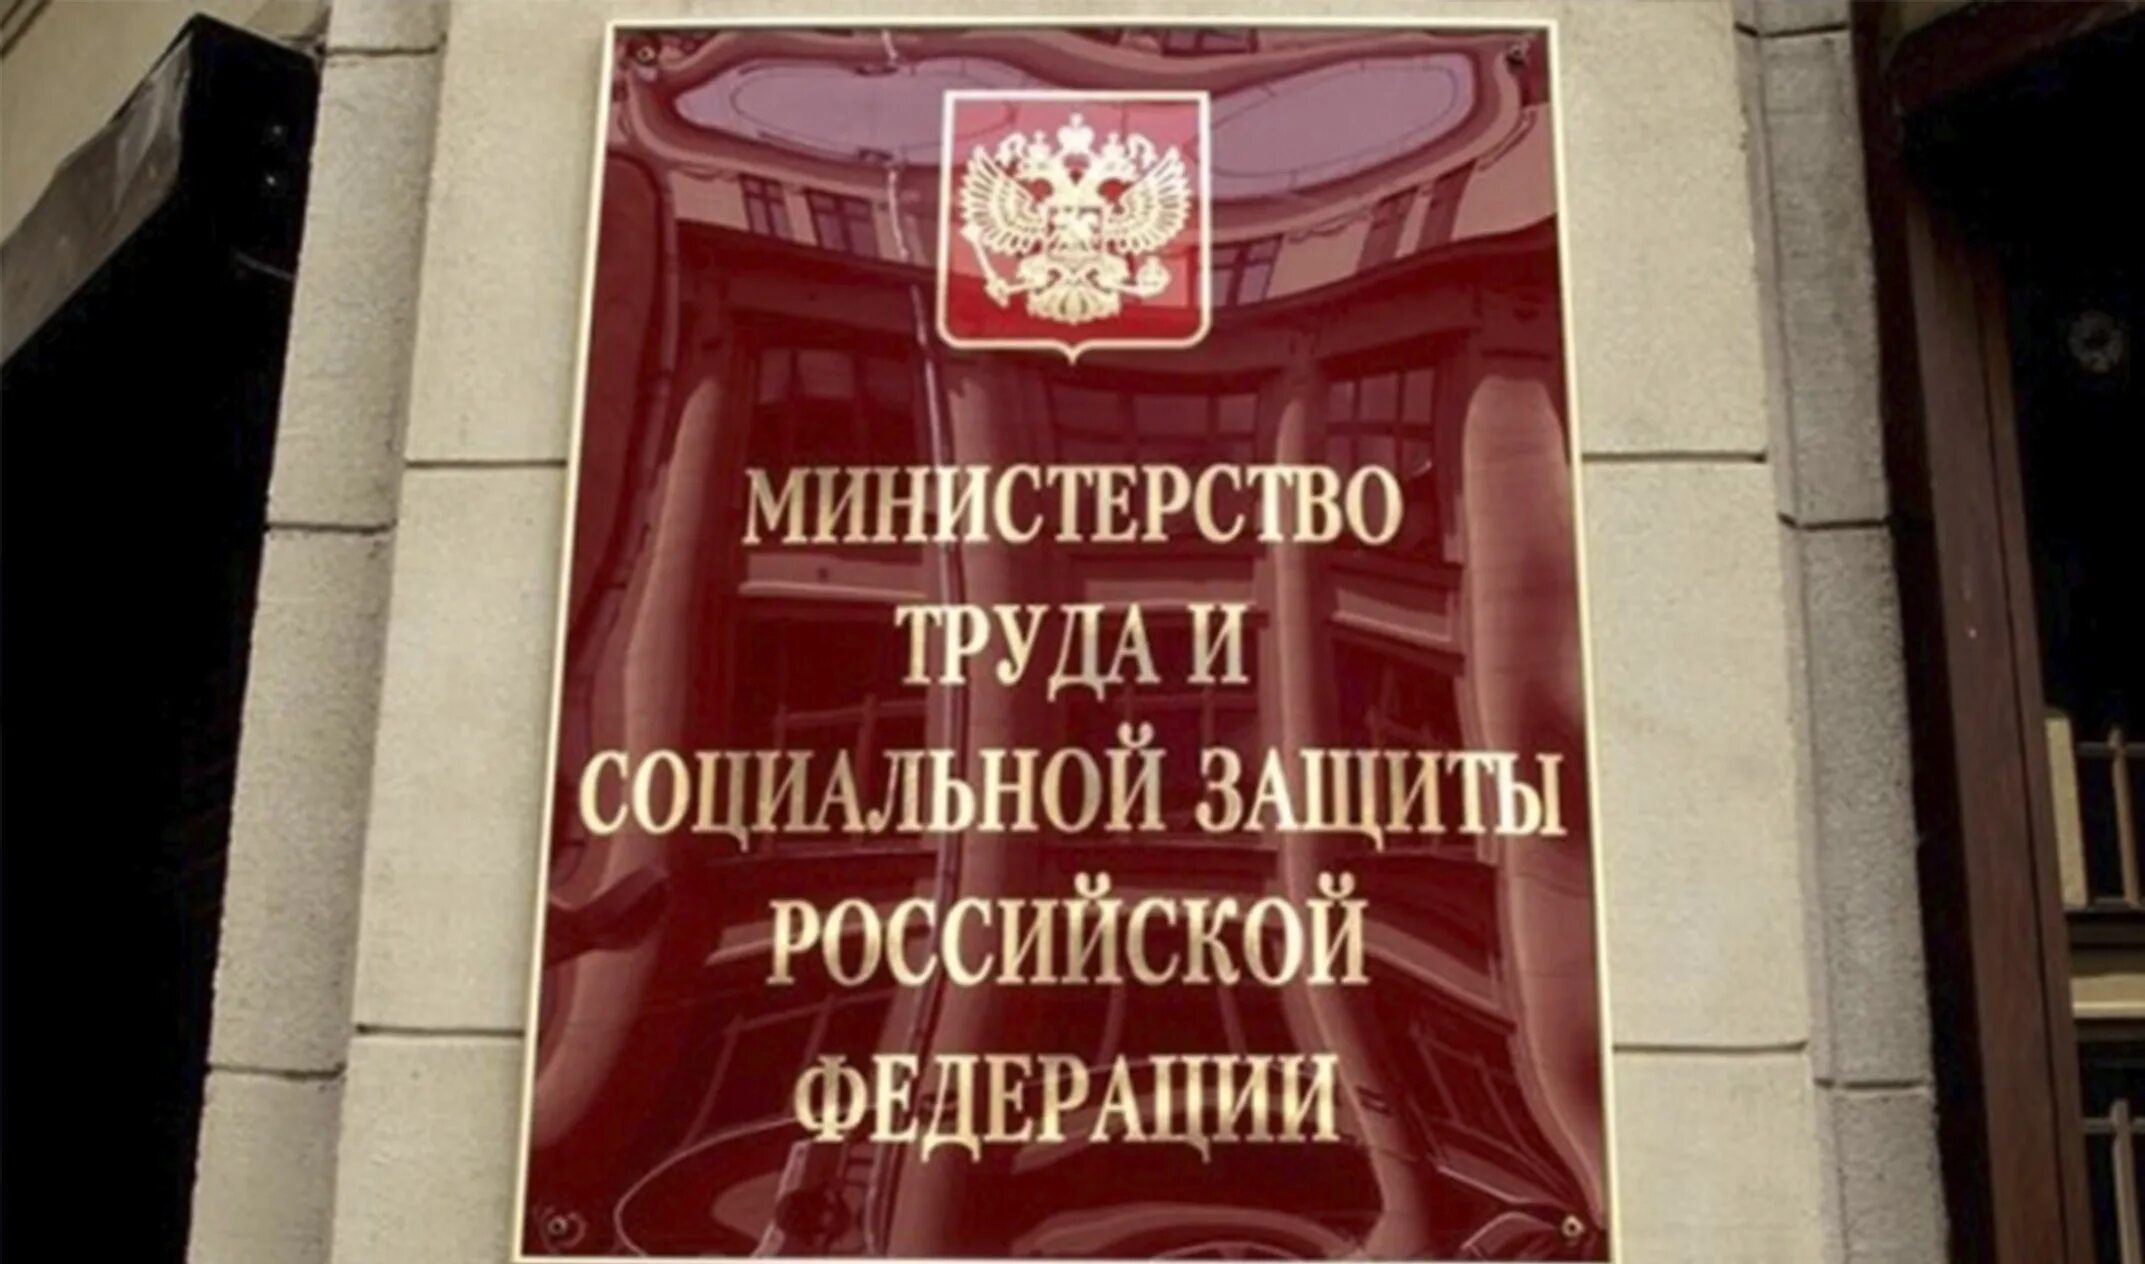 МИНИСТЕРСТВО
ТРУДА И
СОЦИАЛЬНОЙ ЗАЩИТЫ
РОССИЙСКОЙ
ФЕДЕРАЦИИ